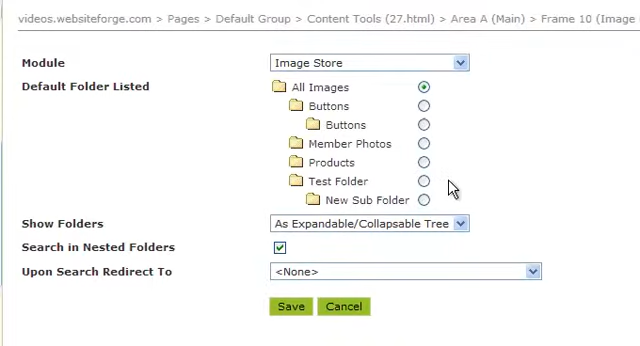 videos.websiteforge.com > Pages > Default Group > Content Tools (27.html) > Area A (Main) > Frame 10 (Image
Module Image Store
Default Folder Listed All Images
Buttons
Buttons
Member Photos
Products
Test Folder
New Sub Folder
Show Folders As Expandable/Collapsable Tree
Search in Nested Folders
Upon Search Redirect To <None>
Save Cancel